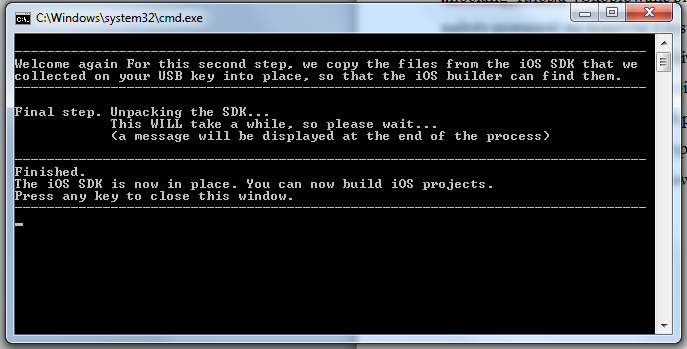 C:\Windows\system32\cmd.exe
Welcome again For this second step, we copy the files from the iOS SDK that we
collected on your USB key into place, so that the iOS builder can find them.
Final step. Unpacking the SDK...
This WILL take a while, so please wait...
(a message will be displayed at the end of the process)
Finished.
The iOS SDK is now in place. You can now build iOS projects.
Press any key to close this window.